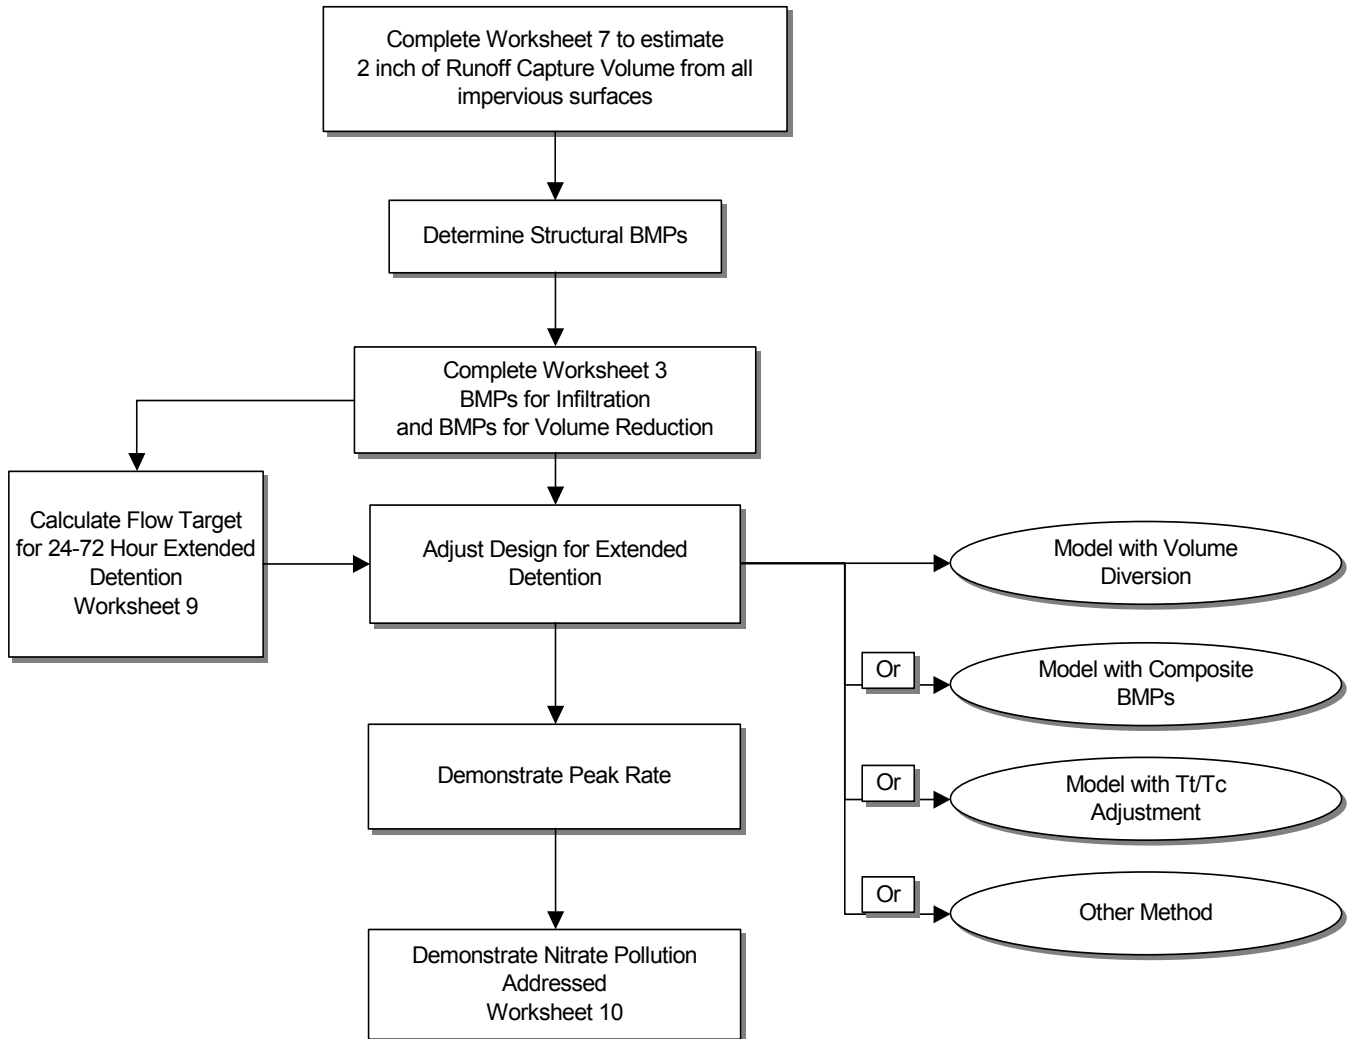 Complete Worksheet 7 to estimate
2 inch of Runoff Capture Volume from all
impervious surfaces
Determine Structural BMPs
Complete Worksheet 3
BMPs for Infiltration
and BMPs for Volume Reduction
Calculate Flow Target
for 24-72 Hour Extended
Detention
Worksheet 9
Adjust Design for Extended
Detention
Model with Volume
Diversion
Or
Model with Composite
BMPs
Or
Model with Tt/Tc
Adjustment
Or
Other Method
Demonstrate Peak Rate
Demonstrate Nitrate Pollution
Addressed
Worksheet 10